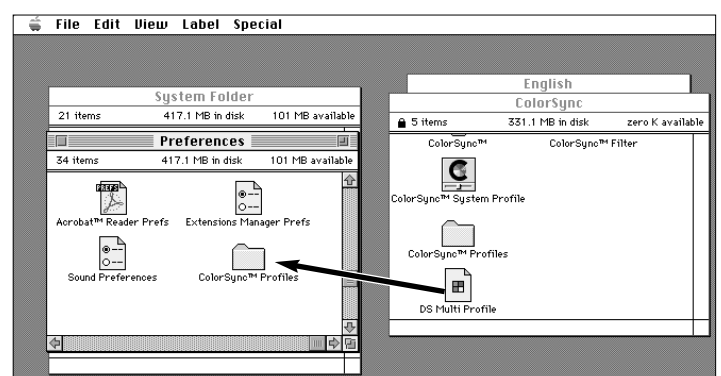 File Edit View Label Special
System Folder
21 items 417.1 MB in disk 101 MB available
Preferences
34 items 417.1 MB in disk 101 MB available
PREFS
Acrobat™ Reader Prefs Extensions Manager Prefs
Sound Preferences ColorSync™ Profiles
English
ColorSync
5 items 331.1 MB in disk zero K available
ColorSync™ ColorSync™ Filter
ColorSync™ System Profile
ColorSync™ Profiles
DS Multi Profile